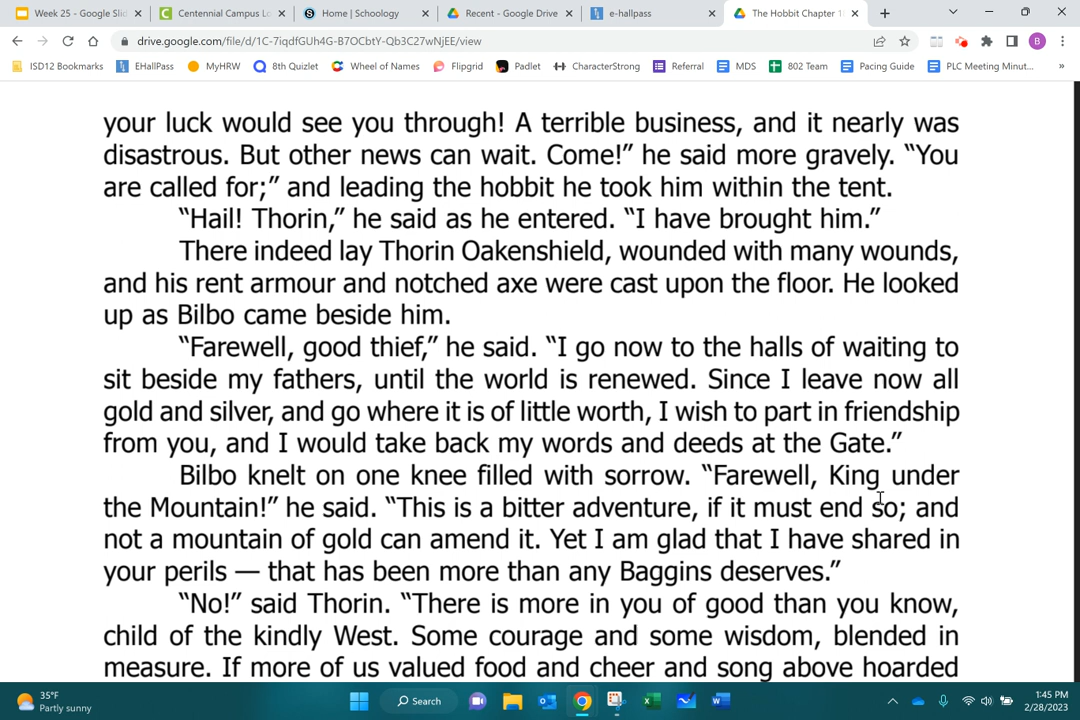 Week 25 - Google Slid
Centennial Campus Lo
Home | Schoology
Recent - Google Drive
e-hallpass
The Hobbit Chapter 1
drive.google.com/file/d/1C-7iqdfGUh4G-B7OCbtY-Qb3C27wNjEE/view
ISD12 Bookmarks
EHallPass
MyHRW
8th Quizlet
Wheel of Names
Flipgrid
Padlet
CharacterStrong
Referral
MDS
802 Team
Pacing Guide
PLC Meeting Minut...
your luck would see you through! A terrible business, and it nearly was
disastrous. But other news can wait. Come!” he said more gravely. “You
are called for;” and leading the hobbit he took him within the tent.
“Hail! Thorin,” he said as he entered. “I have brought him.”
There indeed lay Thorin Oakenshield, wounded with many wounds,
and his rent armour and notched axe were cast upon the floor. He looked
up as Bilbo came beside him.
“Farewell, good thief,” he said. “I go now to the halls of waiting to
sit beside my fathers, until the world is renewed. Since I leave now all
gold and silver, and go where it is of little worth, I wish to part in friendship
from you, and I would take back my words and deeds at the Gate.”
Bilbo knelt on one knee filled with sorrow. “Farewell, King under
the Mountain!” he said. “This is a bitter adventure, if it must end so; and
not a mountain of gold can amend it. Yet I am glad that I have shared in
your perils — that has been more than any Baggins deserves.”
“No!” said Thorin. “There is more in you of good than you know,
child of the kindly West. Some courage and some wisdom, blended in
measure. If more of us valued food and cheer and song above hoarded
35°F
Partly sunny
Search
1:45 PM
2/28/2023